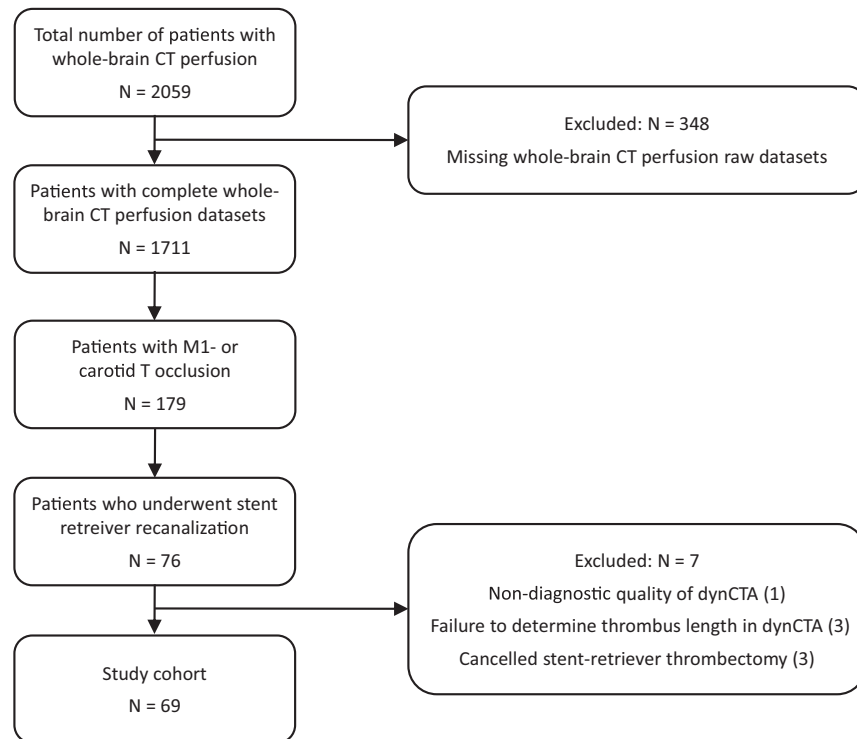 Total number of patients with
whole-brain CT perfusion
N = 2059
Excluded: N = 348
Missing whole-brain CT perfusion raw datasets
Patients with complete whole-
brain CT perfusion datasets
N = 1711
Patients with M1- or
carotid T occlusion
N = 179
Patients who underwent stent
retreiver recanalization
N = 76
Excluded: N = 7
Non-diagnostic quality of dynCTA (1)
Failure to determine thrombus length in dynCTA (3)
Cancelled stent-retriever thrombectomy (3)
Study cohort
N = 69